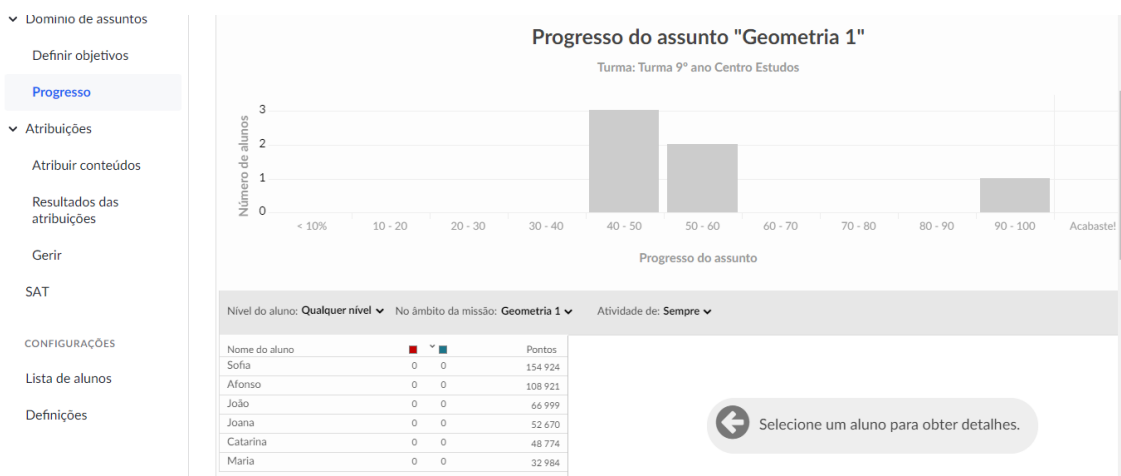 Domínio de assuntos
Definir objetivos
Progresso
Atribuições
Atribuir conteúdos
Resultados das
atribuições
Gerir
SAT
CONFIGURAÇÕES
Lista de alunos
Definições
Progresso do assunto "Geometria 1"
Turma: Turma 9º ano Centro Estudos
Número de alunos
3
2
1
0
< 10% 10 - 20 20 - 30 30 - 40 40 - 50 50 - 60 60 - 70 70 - 80 80 - 90 90 - 100 Acabaste!
Progresso do assunto
Nível do aluno: Qualquer nível No âmbito da missão: Geometria 1 Atividade de: Sempre
Nome do aluno Pontos
Sofia 0 0 154 924
Afonso 0 0 108 921
João 0 0 66 999
Joana 0 0 52 670
Catarina 0 0 48 774
Maria 0 0 32 984
Selecione um aluno para obter detalhes.